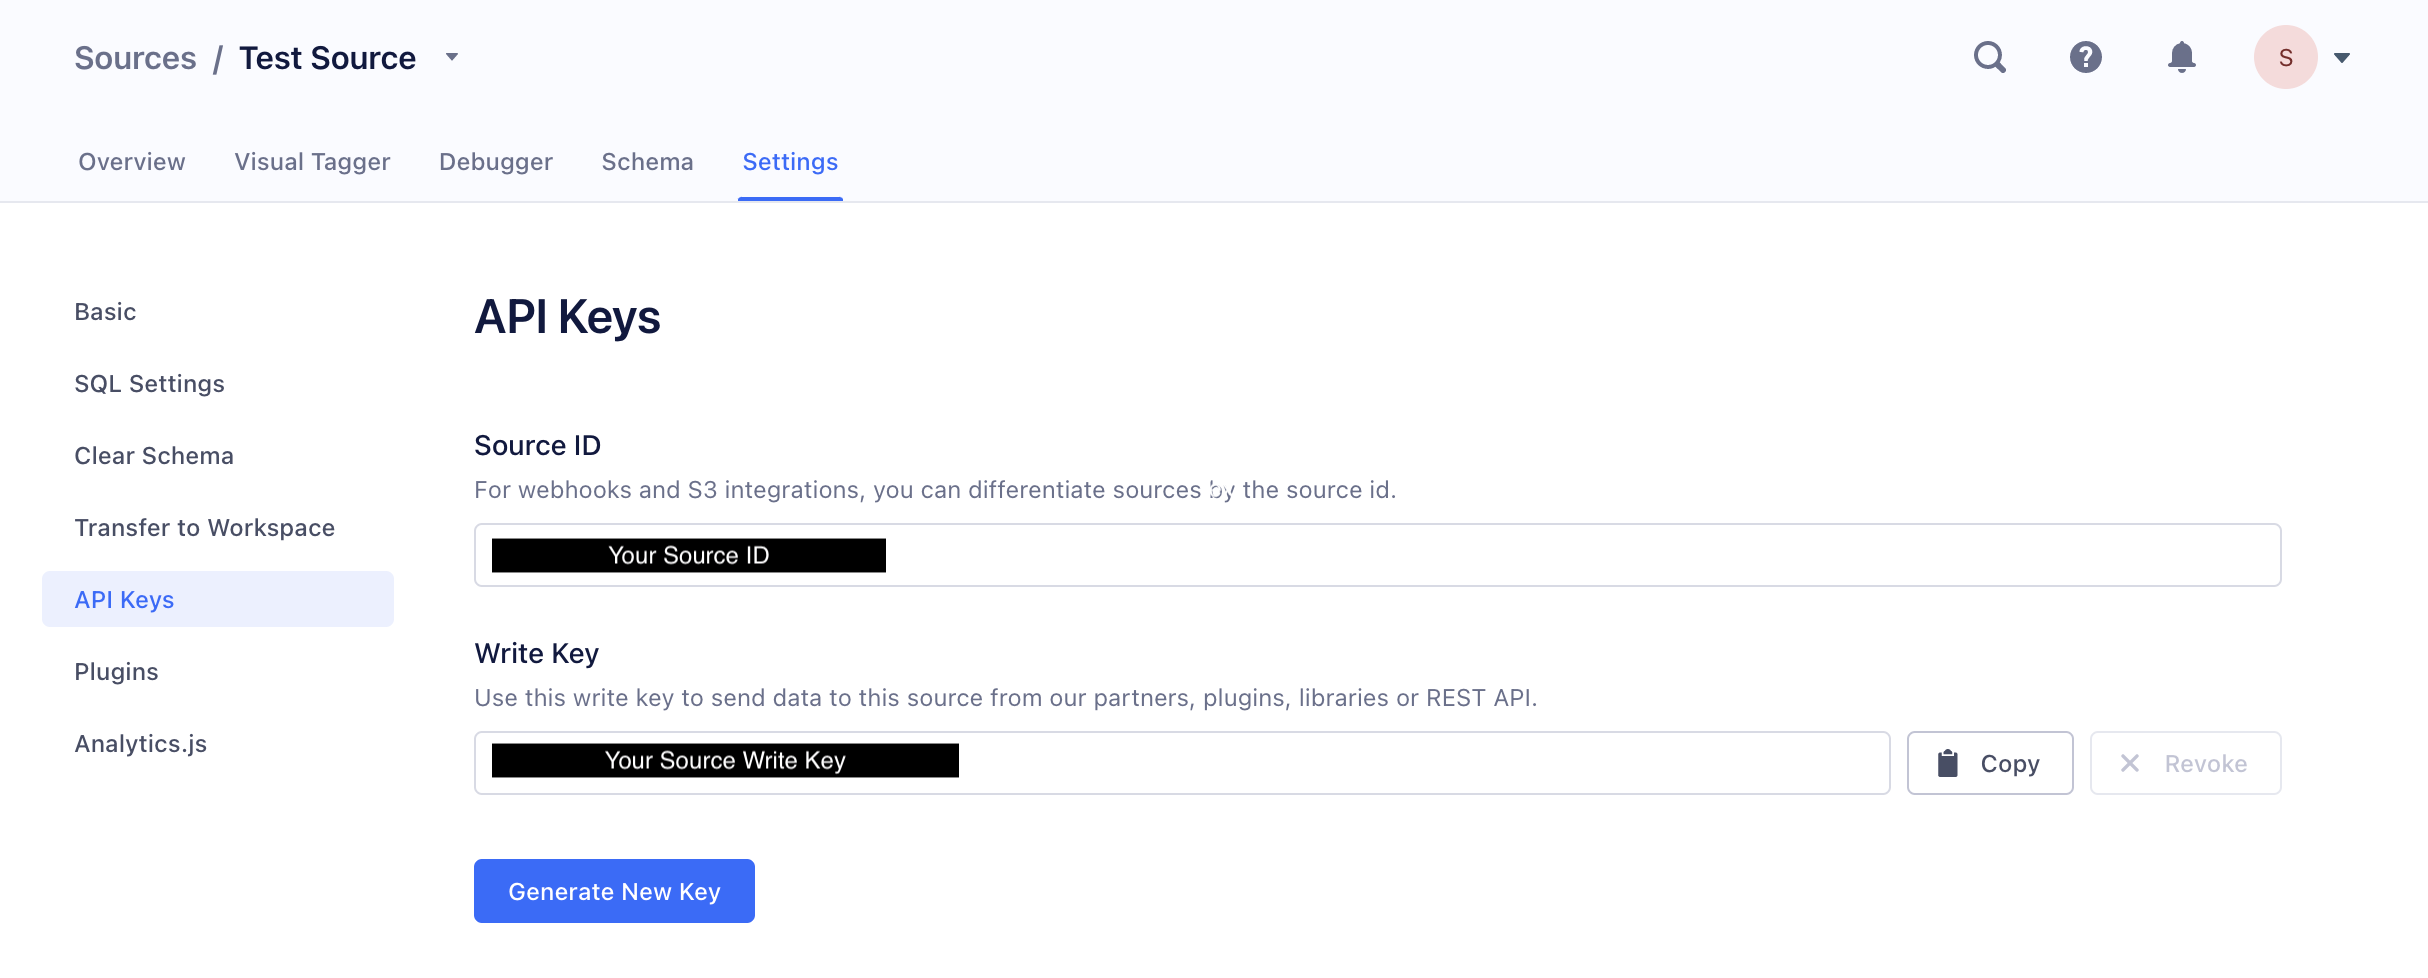 Sources / Test Source
S
Overview Visual Tagger Debugger Schema Settings
Basic
SQL Settings
Clear Schema
Transfer to Workspace
API Keys
Plugins
Analytics.js
API Keys
Source ID
For webhooks and S3 integrations, you can differentiate sources by the source id.
Your Source ID
Write Key
Use this write key to send data to this source from our partners, plugins, libraries or REST API.
Your Source Write Key
Copy
Revoke
Generate New Key